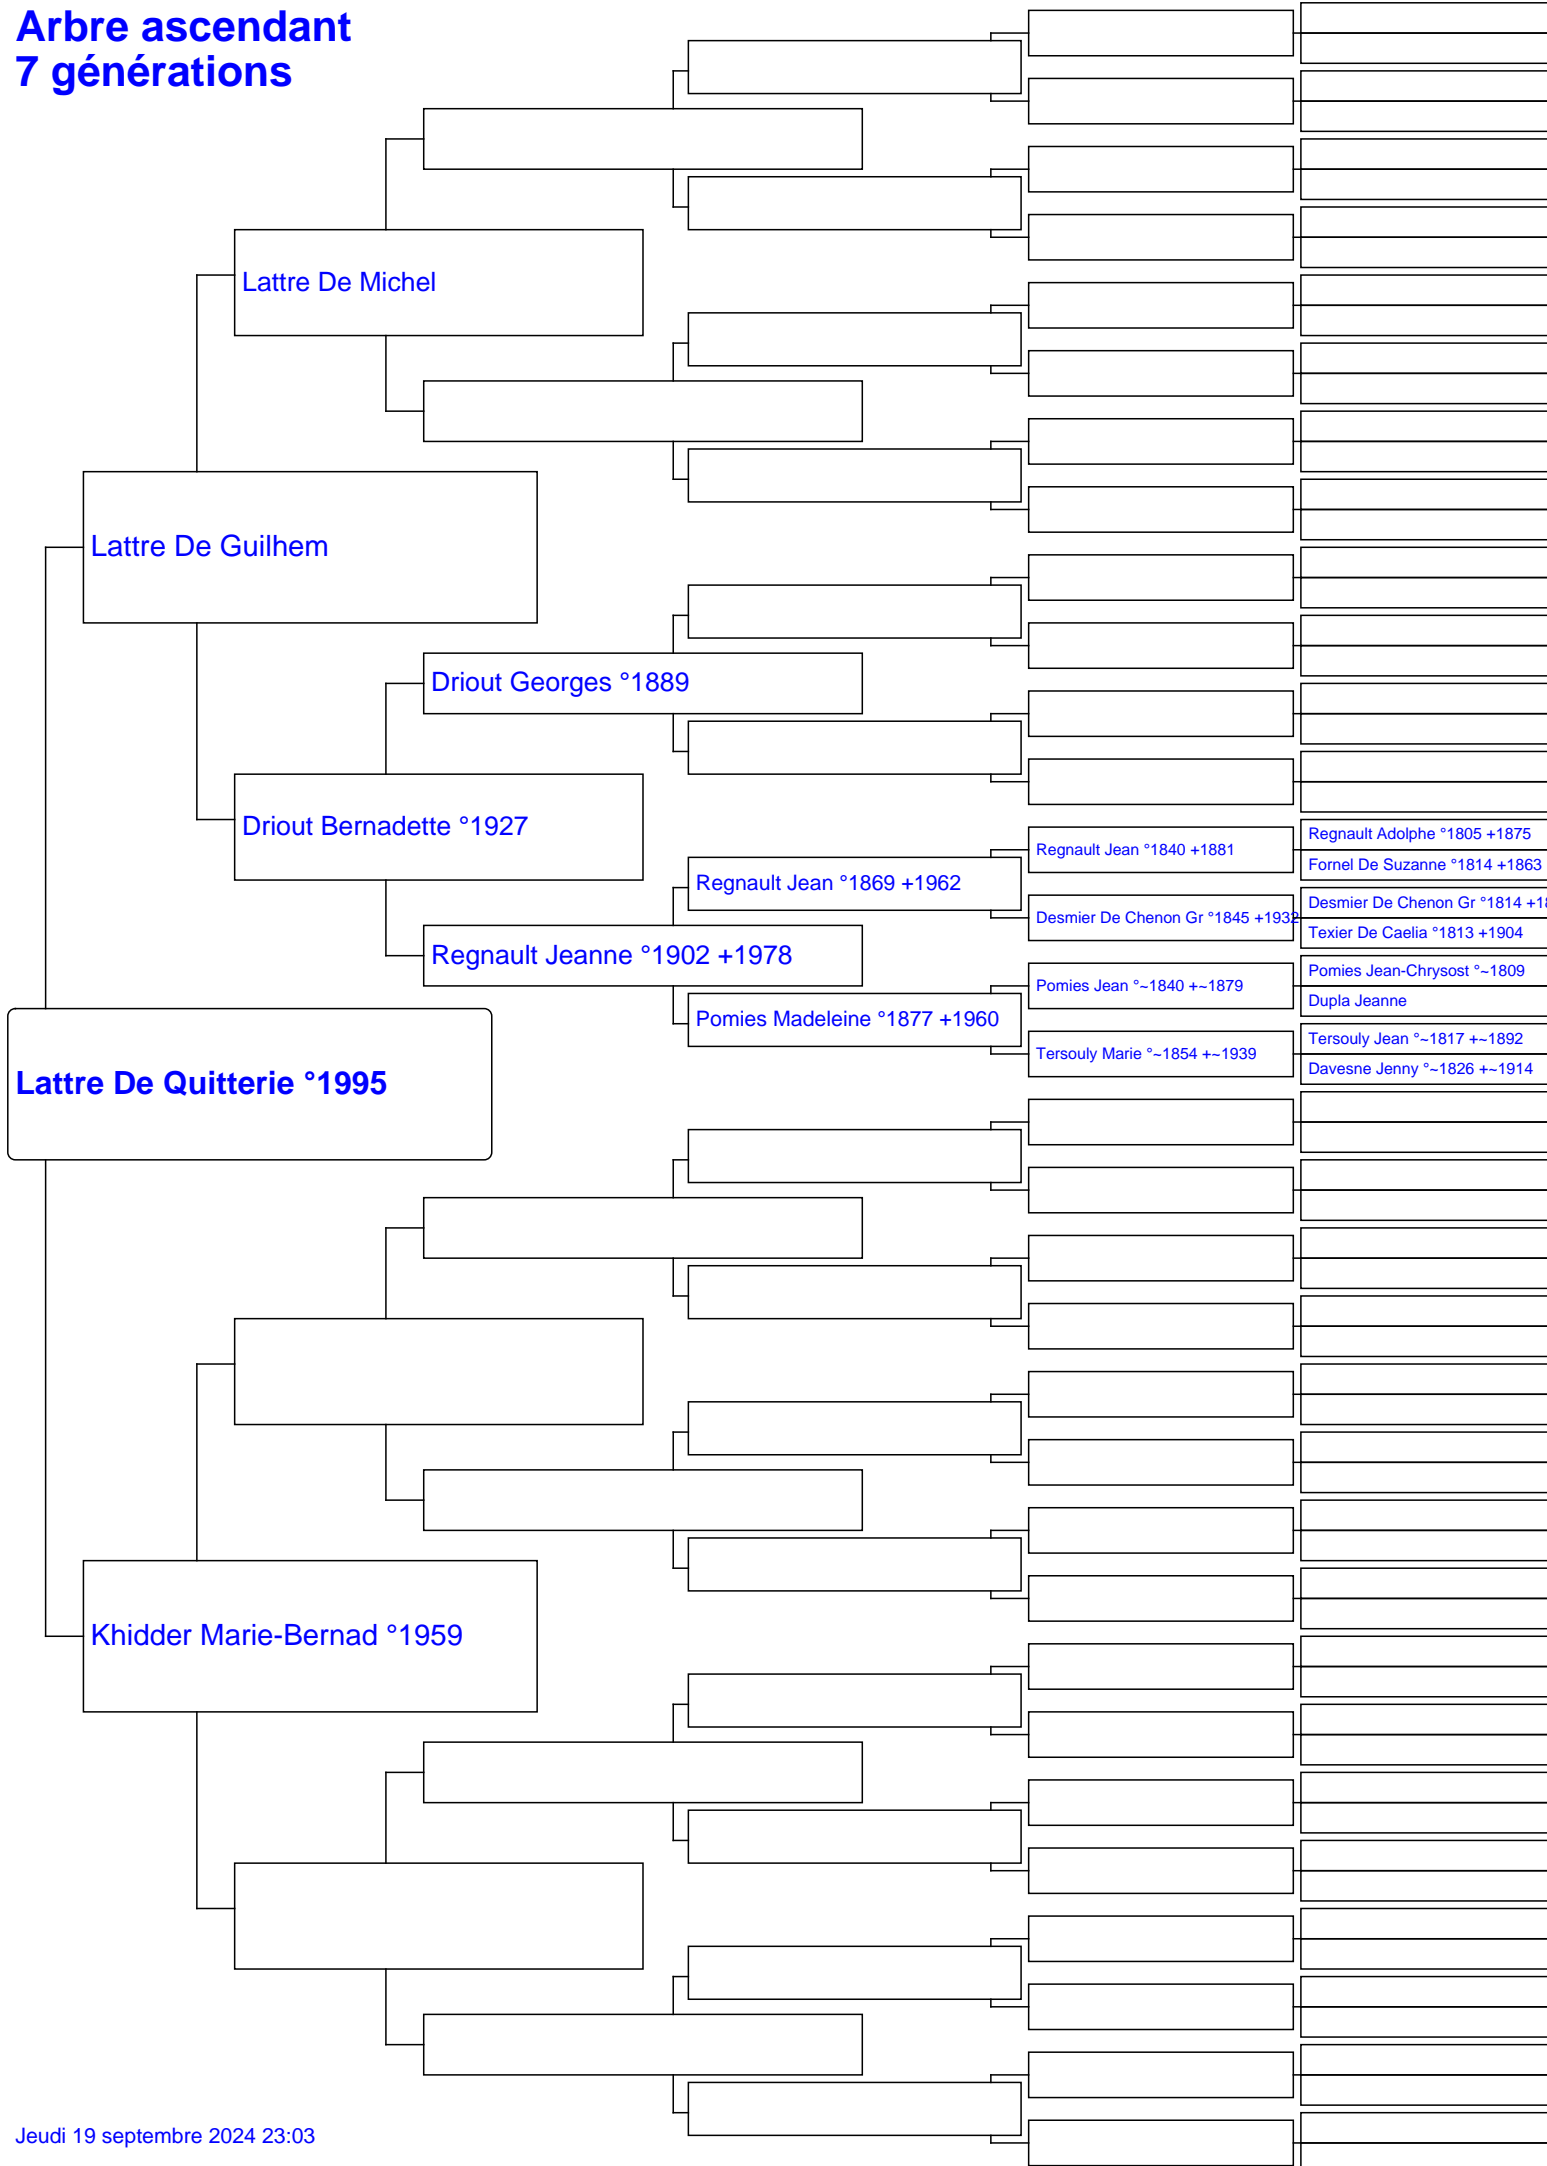 Arbre ascendant
7 générations
Lattre De Michel
Lattre De Guilhem
Driout Georges °1889
Driout Bernadette °1927
Regnault Adolphe °1805 +1875
Regnault Jean °1840 +1881
Fornel De Suzanne °1814 +1863
Regnault Jean °1869 +1962
Desmier De Chenon Gr °1814 +18
Desmier De Chenon Gr °1845 +1932
Texier De Caelia °1813 +1904
Regnault Jeanne °1902 +1978
Pomies Jean-Chrysost °~1809
Pomies Jean °~1840 +~1879
Dupla Jeanne
Pomies Madeleine °1877 +1960
Tersouly Jean °~1817 +~1892
Tersouly Marie °~1854 +~1939
Davesne Jenny °~1826 +~1914
Lattre De Quitterie °1995
Khidder Marie-Bernad °1959
Jeudi 19 septembre 2024 23:03